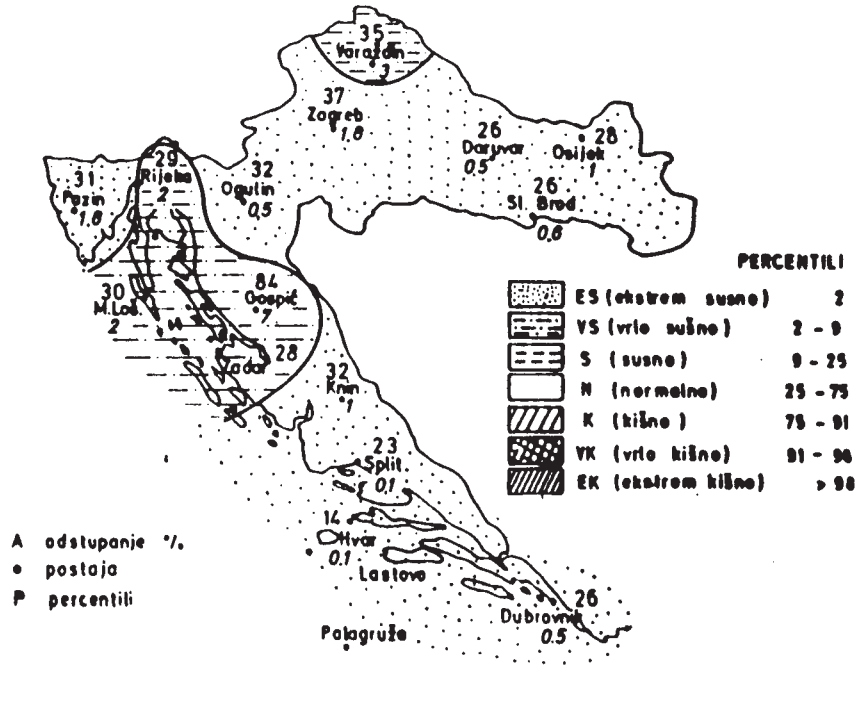 35
Varaždin
3
37
Zagreb
1,8
26
Daruvar
0,5
28
Osijek
1
26
Sl. Brod
0,6
29
Rijeka
2
31
Pazin
1,6
32
Ogulin
0,5
30
M. Loš.
2
84
Gospić
7
28
Zadar
32
Knin
1
23
Split
0,1
14
Hvar
0,1
Lastovo
26
Dubrovnik
0.5
Palagruže
PERCENTILI
ES (ekstrem susno) 2
VS (vrlo sušno) 2 - 9
S (susno) 9 - 25
N (normalno) 25 - 75
K (kišno) 75 - 91
VK (vrlo kišno) 91 - 98
EK (ekstrem kišno) > 98
A odstupanje %
• postaja
P percentili